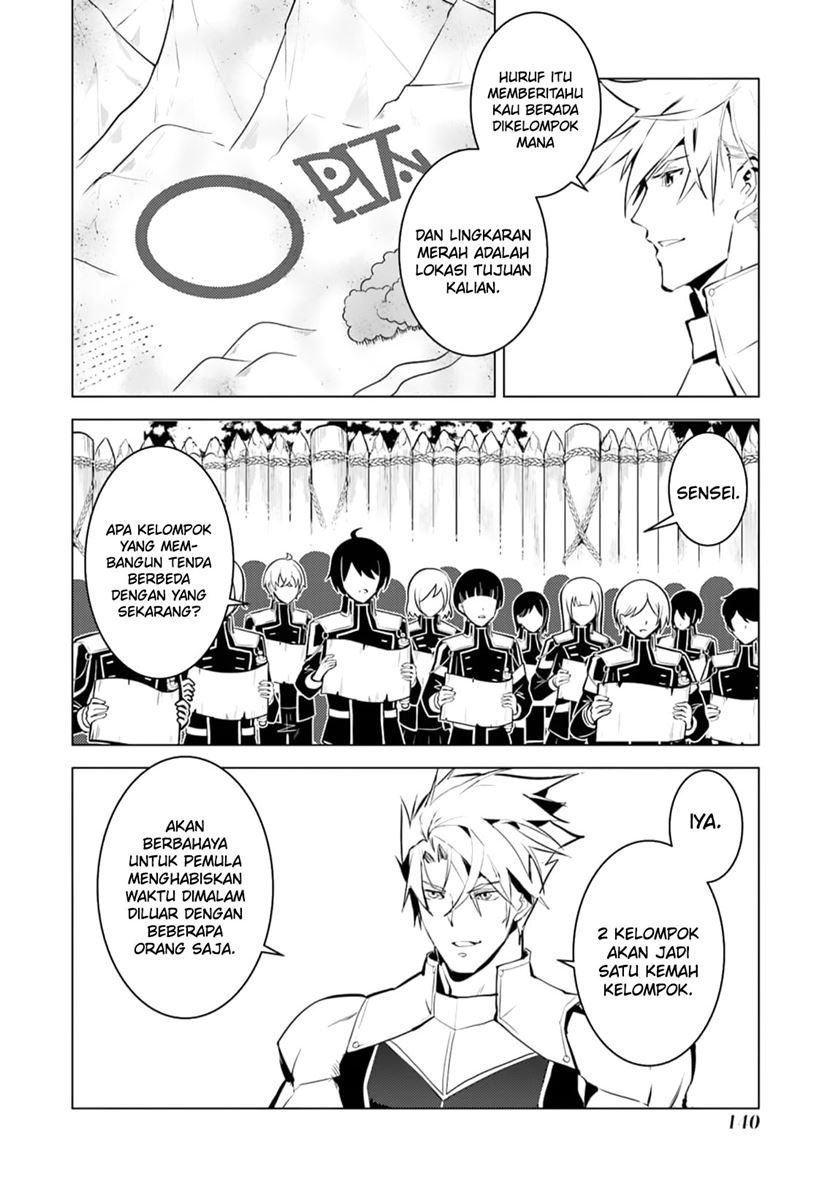 HURUF ITU
MEMBERITAHU
KAU BERADA
DIKELOMPOK
MANA
DAN LINGKARAN
MERAH ADALAH
LOKASI TUJUAN
KALIAN.
SENSEI.
APA KELOMPOK
YANG MEM-
BANGUN TENDA
BERBEDA
DENGAN YANG
SEKARANG?
IYA.
2 KELOMPOK
AKAN JADI
SATU KEMAH
KELOMPOK.
AKAN
BERBAHAYA
UNTUK PEMULA
MENGHABISKAN
WAKTU DIMALAM
DILUAR DENGAN
BEBERAPA
ORANG SAJA.
140